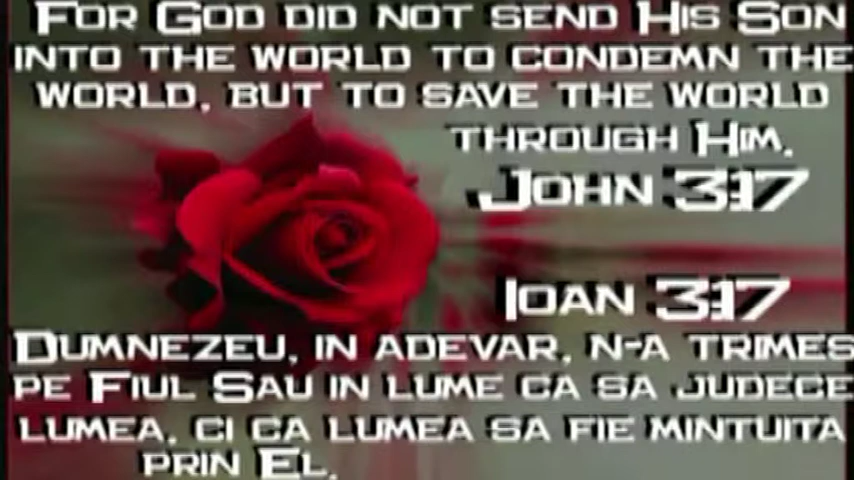 For God did not send His Son
into the world to condemn the
world, but to save the world
through Him.
John 3:17
Ioan 3:17
Dumnezeu, in adevar, n-a trimes
pe Fiul Sau in lume ca sa judece
lumea, ci ca lumea sa fie mintuita
prin El.